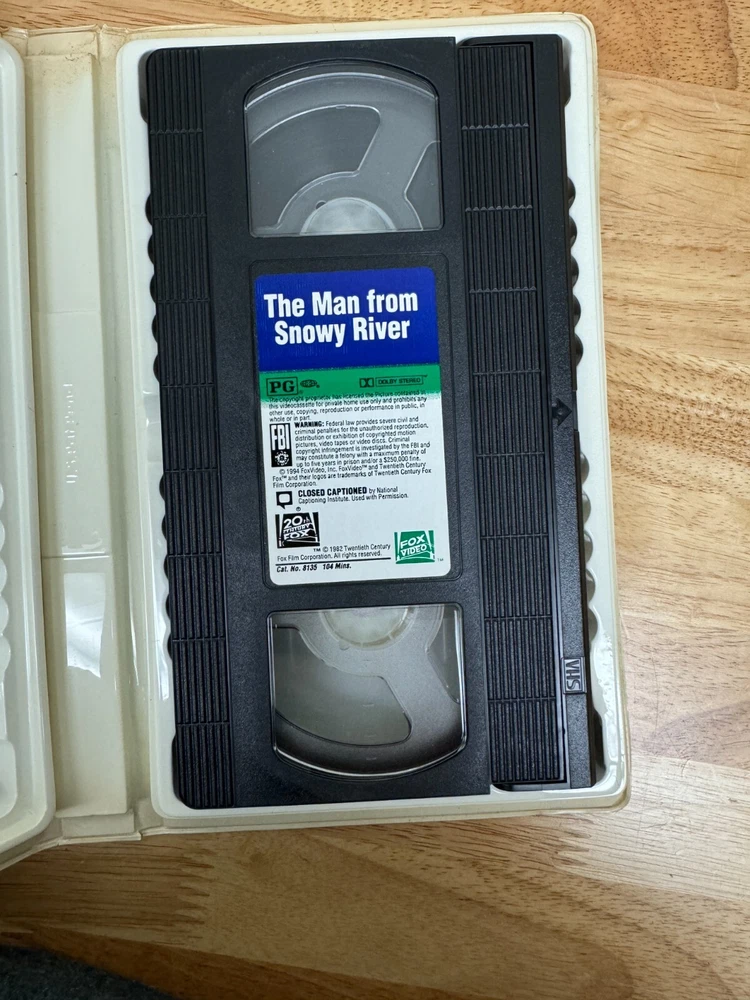 The Man from
Snowy River
PG
DOLBY STEREO
The copyright proprietor has licensed the Picture contained in
this videocassette for private home use only and prohibits any
other use, copying, reproduction or performance in public, in
whole or in part.
FBI
WARNING: Federal law provides severe civil and
criminal penalties for the unauthorized reproduction,
distribution or exhibition of copyrighted motion
pictures, video tapes or video discs. Criminal
copyright infringement is investigated by the FBI and
may constitute a felony with a maximum penalty of
up to five years in prison and/or a $250,000 fine.
© 1994 FoxVideo, Inc. FoxVideo™ and Twentieth Century
Fox™ and their logos are trademarks of Twentieth Century Fox
Film Corporation.
CLOSED CAPTIONED by National
Captioning Institute. Used with Permission.
®
20th
CENTURY
FOX
™ © 1982 Twentieth Century
Fox Film Corporation. All rights reserved.
FOX
VIDEO
™
Cat. No. 8135 104 Mins.
VHS